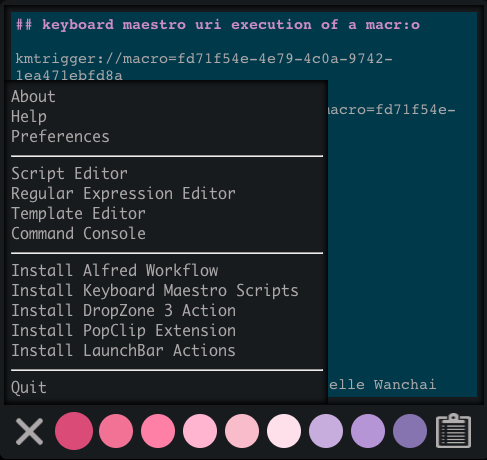 ## keyboard maestro uri execution of a macr:o
kmtrigger://macro=fd71f54e-4e79-4c0a-9742-
1ea471ebfd8a
macro=fd71f54e-
About
Help
Preferences
Script Editor
Regular Expression Editor
Template Editor
Command Console
Install Alfred Workflow
Install Keyboard Maestro Scripts
Install DropZone 3 Action
Install PopClip Extension
Install LaunchBar Actions
Quit
elle Wanchai